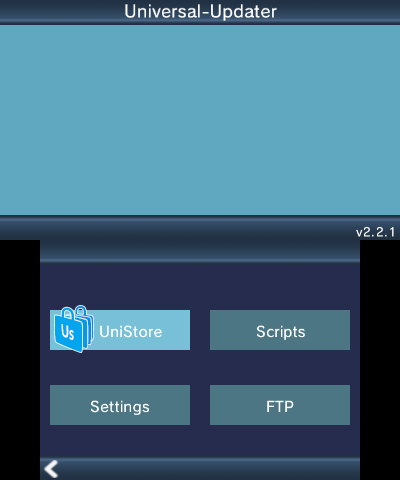 Universal-Updater
v2.2.1
Us
UniStore
Scripts
Settings
FTP